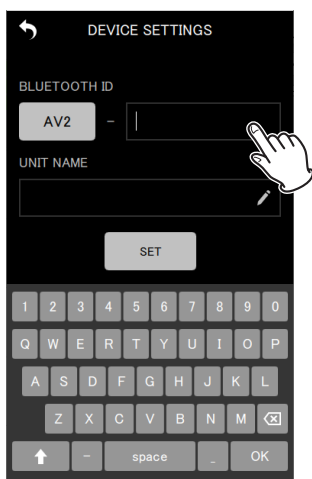 DEVICE SETTINGS
BLUETOOTH ID
AV2 –
UNIT NAME
SET
1 2 3 4 5 6 7 8 9 0
Q W E R T Y U I O P
A S D F G H J K L
Z X C V B N M
– space _ OK